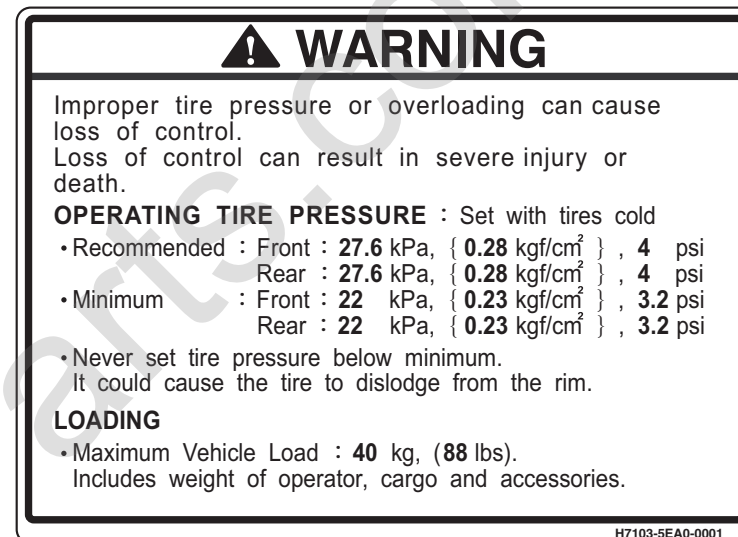 WARNING
Improper tire pressure or overloading can cause
loss of control.
Loss of control can result in severe injury or
death.
OPERATING TIRE PRESSURE : Set with tires cold
・Recommended : Front : 27.6 kPa, { 0.28 kgf/cm² } , 4 psi
Rear : 27.6 kPa, { 0.28 kgf/cm² } , 4 psi
・Minimum : Front : 22 kPa, { 0.23 kgf/cm² } , 3.2 psi
Rear : 22 kPa, { 0.23 kgf/cm² } , 3.2 psi
・Never set tire pressure below minimum.
It could cause the tire to dislodge from the rim.
LOADING
・Maximum Vehicle Load : 40 kg, (88 lbs).
Includes weight of operator, cargo and accessories.
H7103-5EA0-0001
arts.co